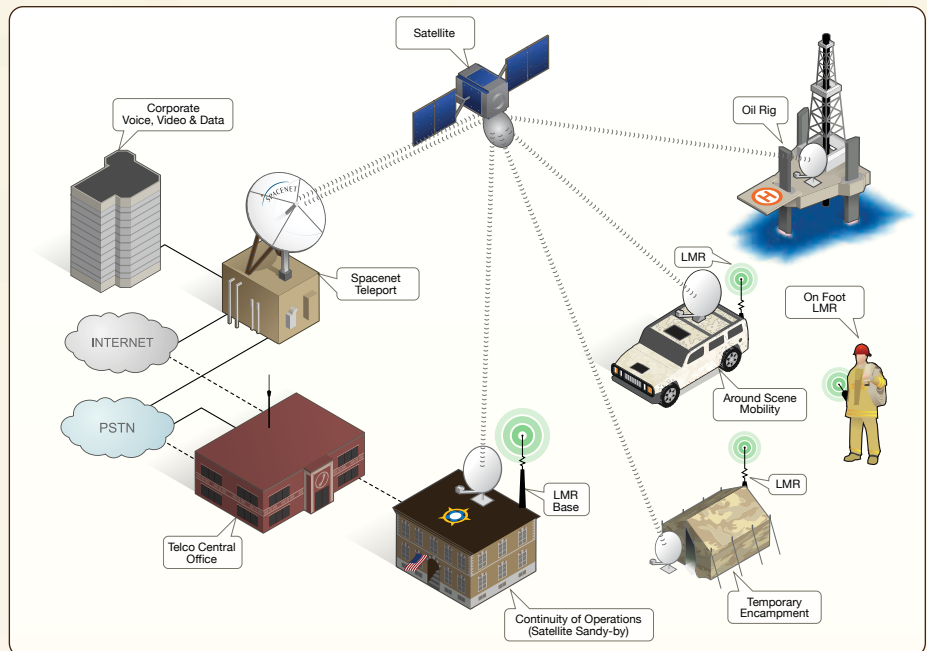 Satellite
Corporate
Voice, Video & Data
Oil Rig
SPACENET
LMR
Spacenet
Teleport
On Foot
LMR
INTERNET
Around Scene
Mobility
PSTN
LMR
LMR
Base
Telco Central
Office
Temporary
Encampment
Continuity of Operations
(Satellite Sandy-by)
H